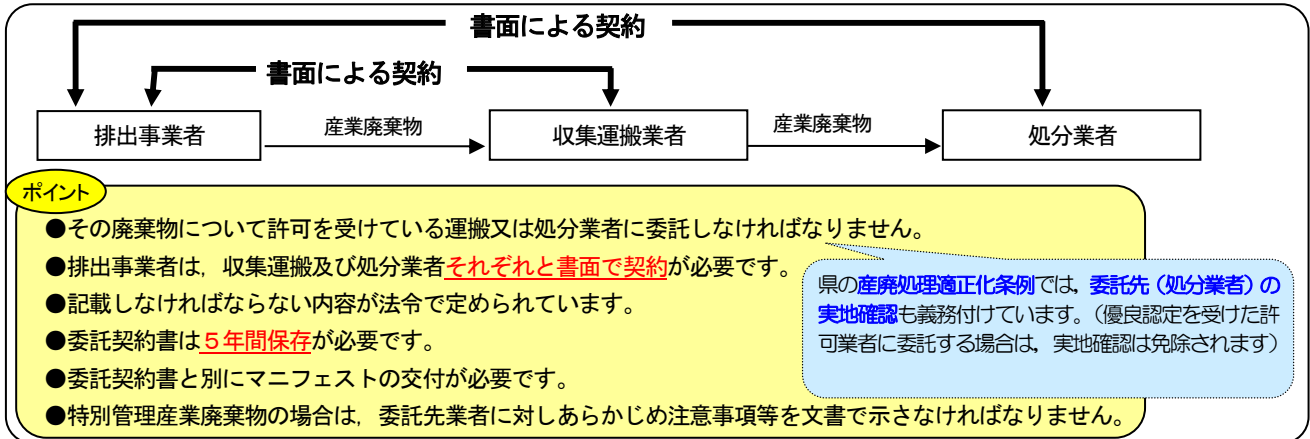 書面による契約
書面による契約
排出事業者
産業廃棄物
収集運搬業者
産業廃棄物
処分業者
ポイント
●その廃棄物について許可を受けている運搬又は処分業者に委託しなければなりません。
●排出事業者は，収集運搬及び処分業者それぞれと書面で契約が必要です。
●記載しなければならない内容が法令で定められています。
●委託契約書は５年間保存が必要です。
●委託契約書と別にマニフェストの交付が必要です。
●特別管理産業廃棄物の場合は，委託先業者に対しあらかじめ注意事項等を文書で示さなければなりません。
県の産廃処理適正化条例では，委託先（処分業者）の
実地確認も義務付けています。（優良認定を受けた許
可業者に委託する場合は，実地確認は免除されます）